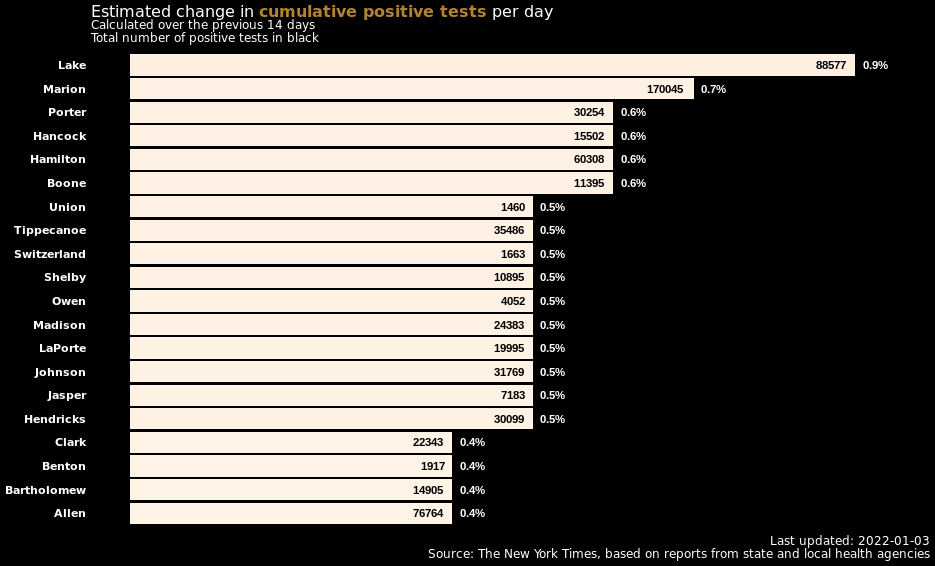 Estimated change in cumulative positive tests per day
Calculated over the previous 14 days
Total number of positive tests in black
Lake 88577 0.9%
Marion 170045 0.7%
Porter 30254 0.6%
Hancock 15502 0.6%
Hamilton 60308 0.6%
Boone 11395 0.6%
Union 1460 0.5%
Tippecanoe 35486 0.5%
Switzerland 1663 0.5%
Shelby 10895 0.5%
Owen 4052 0.5%
Madison 24383 0.5%
LaPorte 19995 0.5%
Johnson 31769 0.5%
Jasper 7183 0.5%
Hendricks 30099 0.5%
Clark 22343 0.4%
Benton 1917 0.4%
Bartholomew 14905 0.4%
Allen 76764 0.4%
Last updated: 2022-01-03
Source: The New York Times, based on reports from state and local health agencies